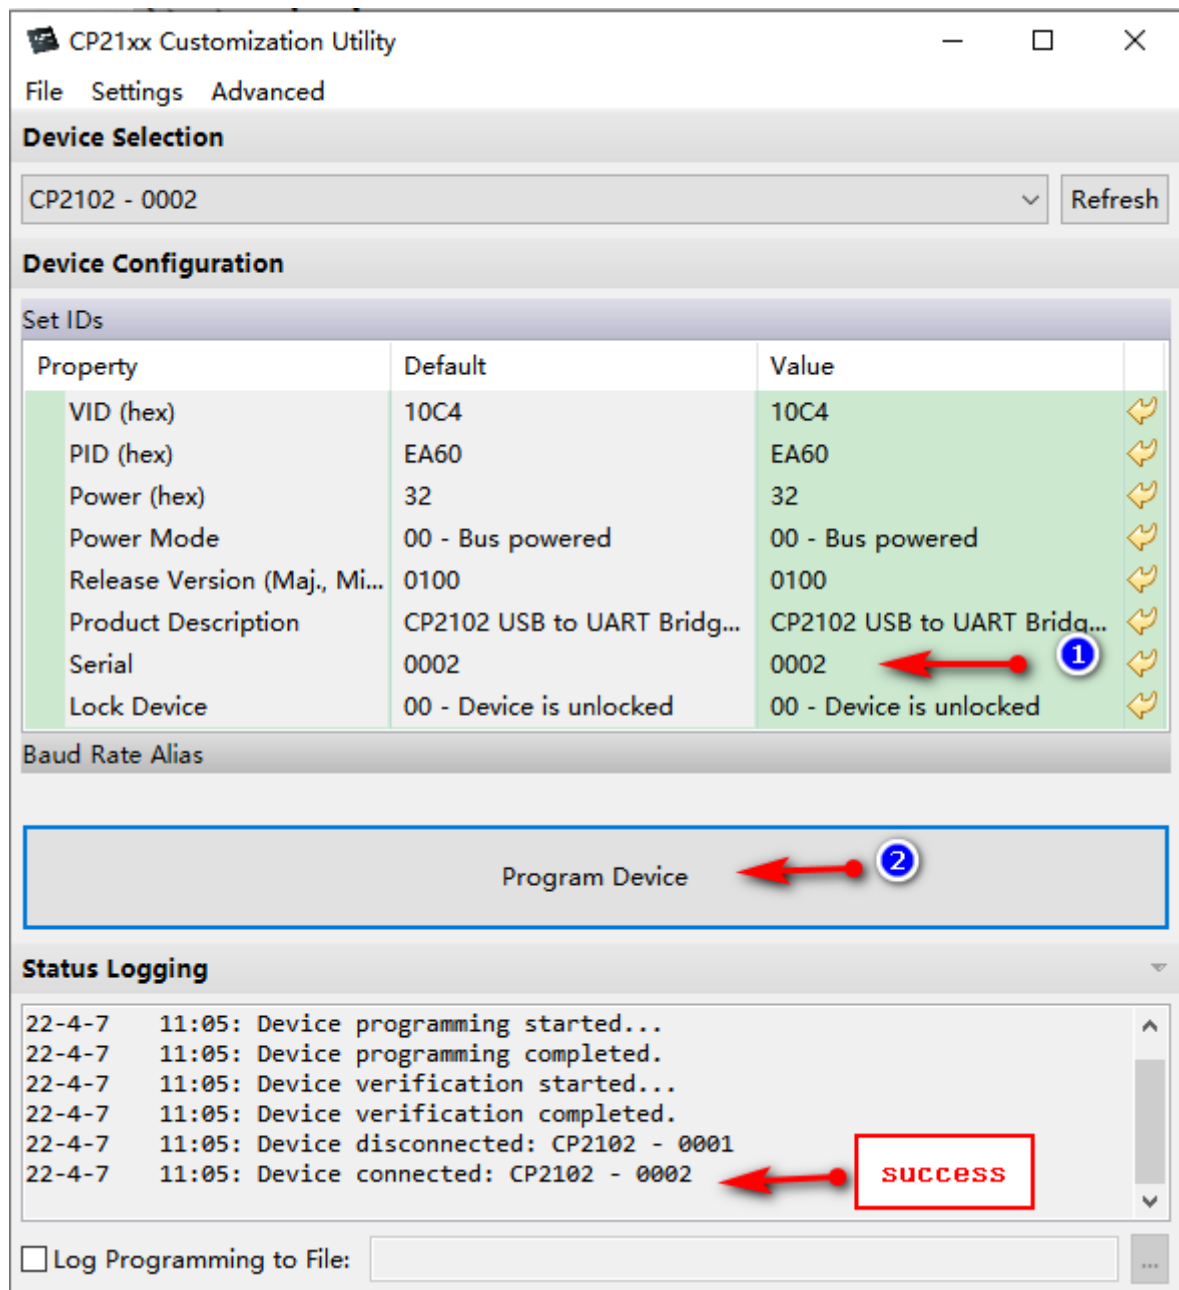 CP21xx Customization Utility
File Settings Advanced
Device Selection
CP2102 - 0002 Refresh
Device Configuration
Set IDs
Property Default Value
VID (hex) 10C4 10C4
PID (hex) EA60 EA60
Power (hex) 32 32
Power Mode 00 - Bus powered 00 - Bus powered
Release Version (Maj., Mi... 0100 0100
Product Description CP2102 USB to UART Bridg... CP2102 USB to UART Bridg...
Serial 0002 0002 1
Lock Device 00 - Device is unlocked 00 - Device is unlocked
Baud Rate Alias
Program Device 2
Status Logging
22-4-7 11:05: Device programming started...
22-4-7 11:05: Device programming completed.
22-4-7 11:05: Device verification started...
22-4-7 11:05: Device verification completed.
22-4-7 11:05: Device disconnected: CP2102 - 0001
22-4-7 11:05: Device connected: CP2102 - 0002 success
Log Programming to File: ...